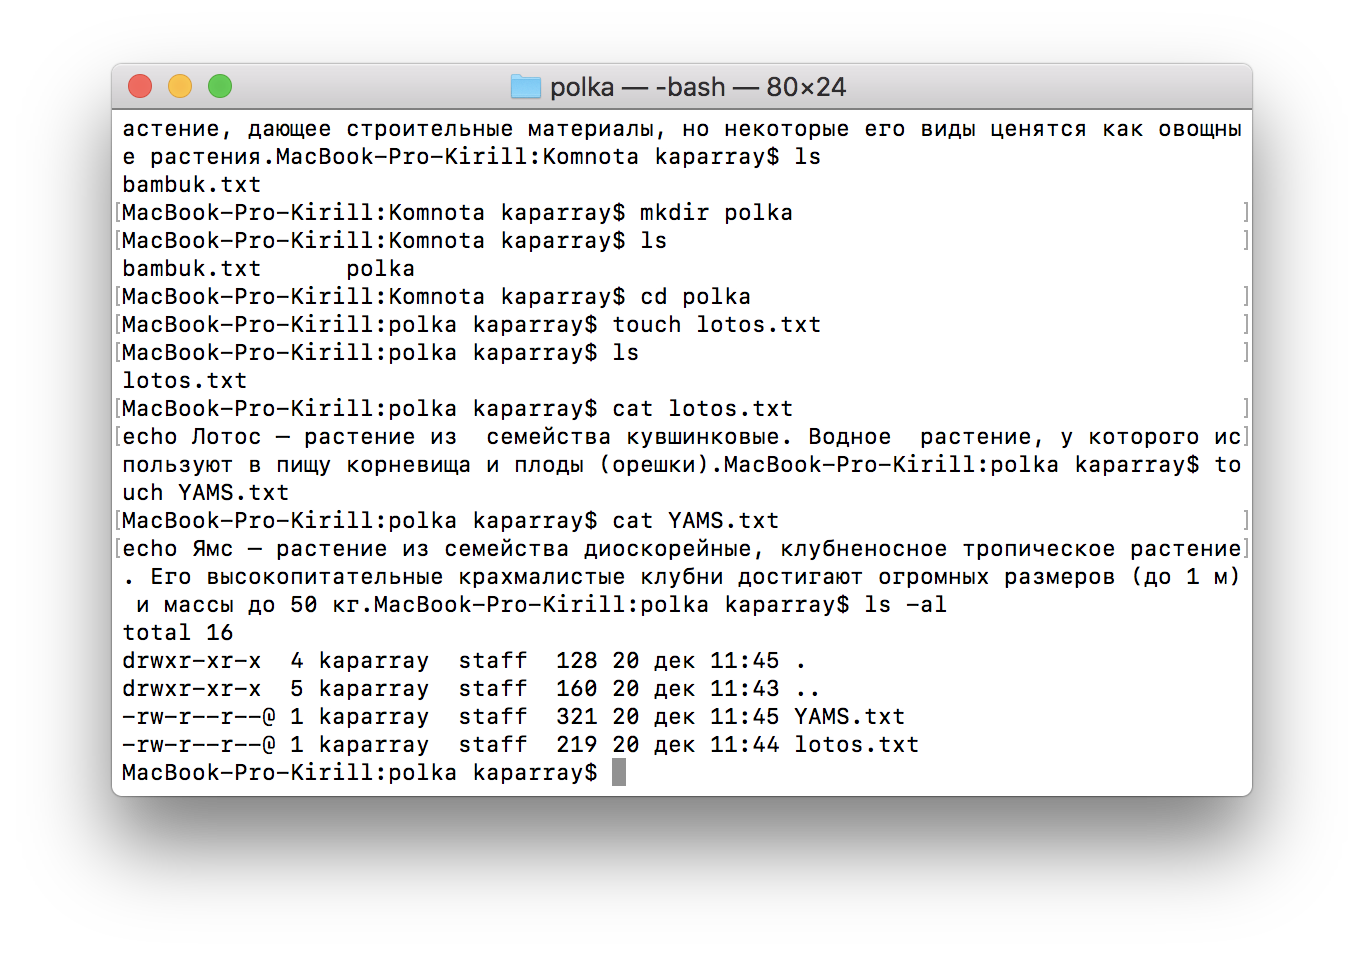 polka — -bash — 80×24
астение, дающее строительные материалы, но некоторые его виды ценятся как овощны
е растения.MacBook-Pro-Kirill:Komnota kaparray$ ls
bambuk.txt
[MacBook-Pro-Kirill:Komnota kaparray$ mkdir polka ]
[MacBook-Pro-Kirill:Komnota kaparray$ ls ]
bambuk.txt      polka
[MacBook-Pro-Kirill:Komnota kaparray$ cd polka ]
[MacBook-Pro-Kirill:polka kaparray$ touch lotos.txt ]
[MacBook-Pro-Kirill:polka kaparray$ ls ]
lotos.txt
[MacBook-Pro-Kirill:polka kaparray$ cat lotos.txt ]
[echo Лотос — растение из  семейства кувшинковые. Водное  растение, у которого ис]
пользуют в пищу корневища и плоды (орешки).MacBook-Pro-Kirill:polka kaparray$ to
uch YAMS.txt
[MacBook-Pro-Kirill:polka kaparray$ cat YAMS.txt ]
[echo Ямс — растение из семейства диоскорейные, клубненосное тропическое растение]
. Его высокопитательные крахмалистые клубни достигают огромных размеров (до 1 м)
 и массы до 50 кг.MacBook-Pro-Kirill:polka kaparray$ ls -al
total 16
drwxr-xr-x  4 kaparray  staff  128 20 дек 11:45 .
drwxr-xr-x  5 kaparray  staff  160 20 дек 11:43 ..
-rw-r--r--@ 1 kaparray  staff  321 20 дек 11:45 YAMS.txt
-rw-r--r--@ 1 kaparray  staff  219 20 дек 11:44 lotos.txt
MacBook-Pro-Kirill:polka kaparray$